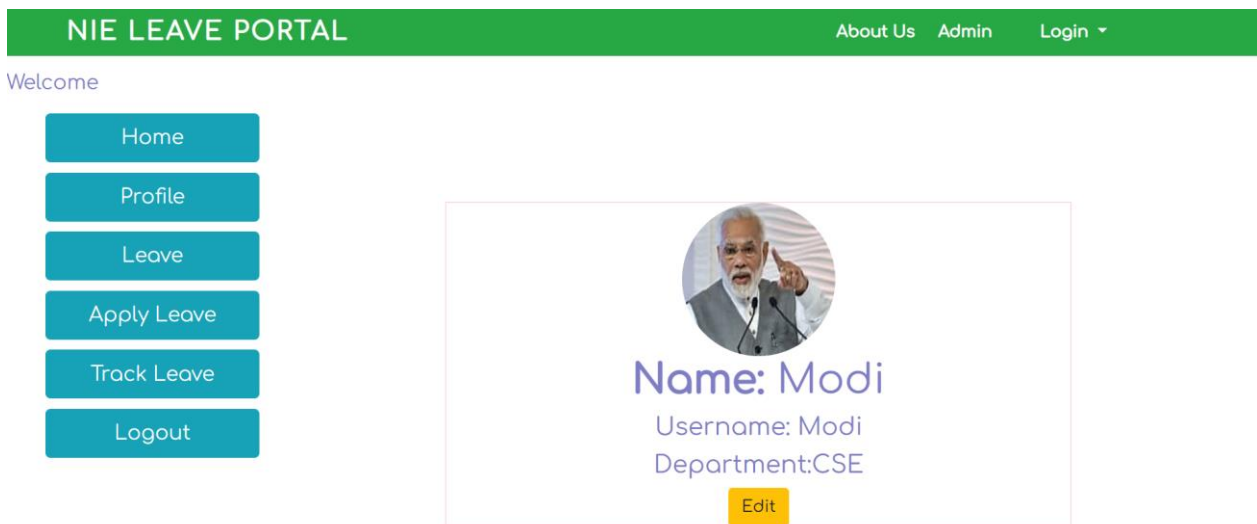 NIE LEAVE PORTAL About Us Admin Login
Welcome
Home
Profile
Leave
Apply Leave
Track Leave
Logout
Name: Modi
Username: Modi
Department:CSE
Edit